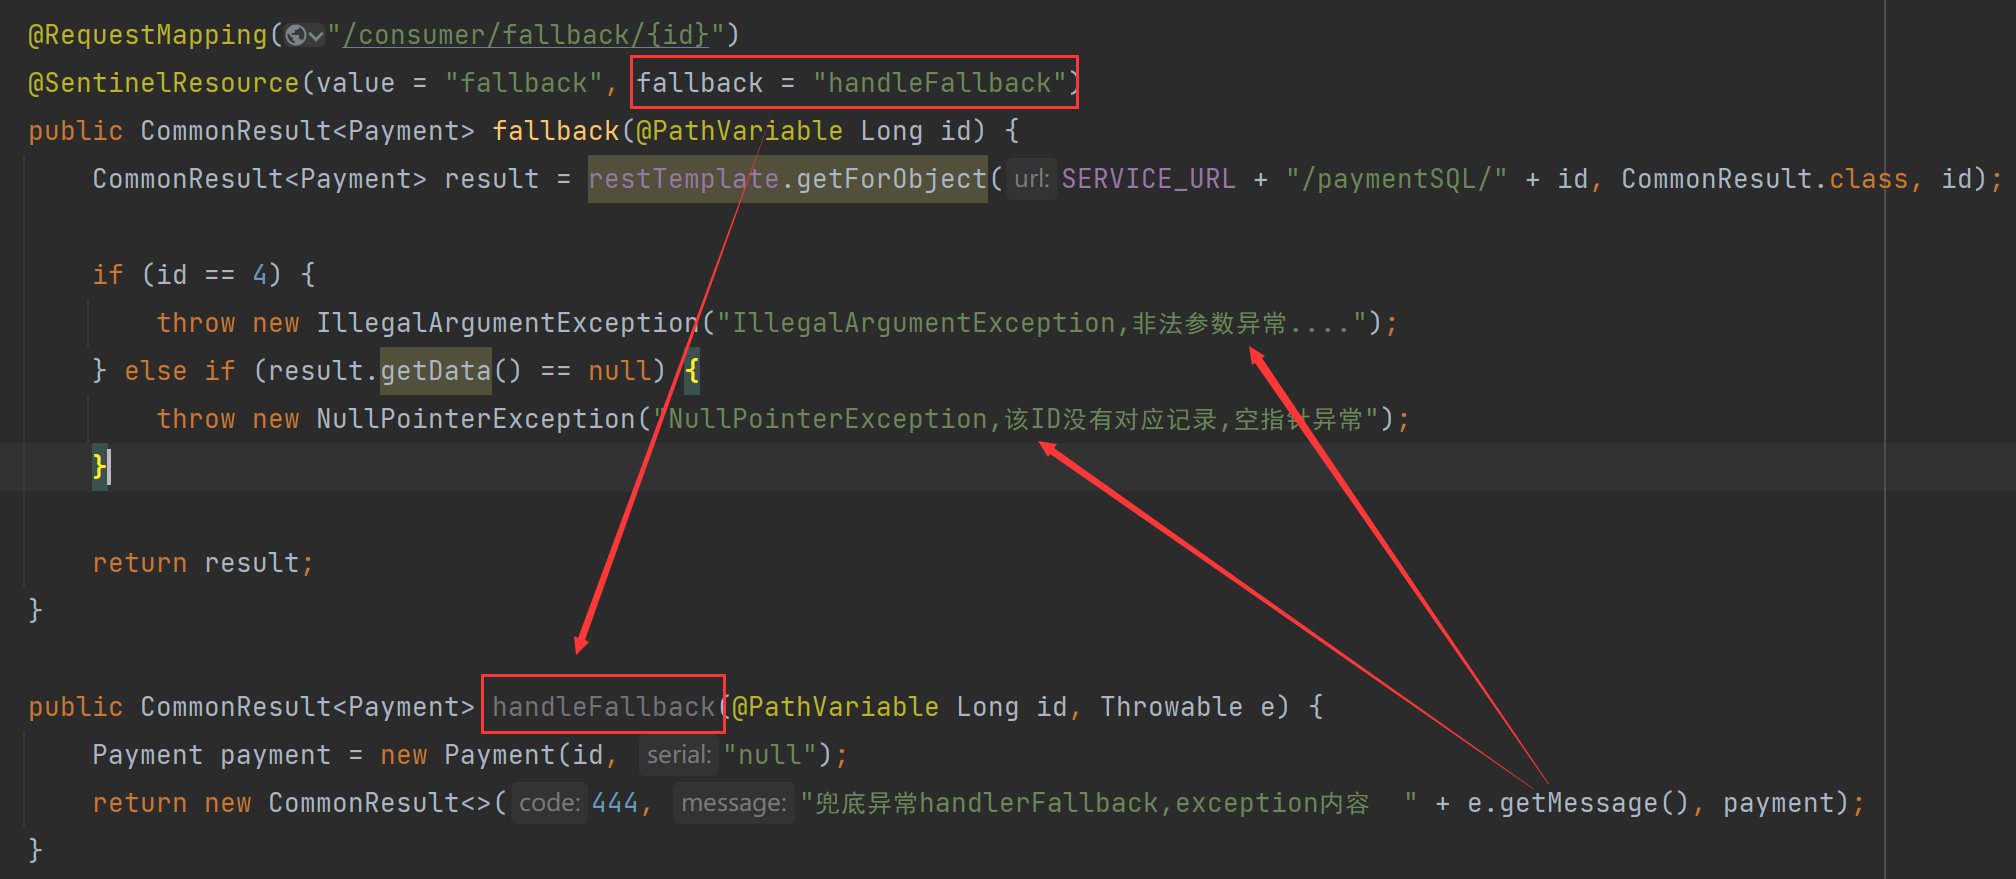 @RequestMapping("/consumer/fallback/{id}")
@SentinelResource(value = "fallback", fallback = "handleFallback")
public CommonResult<Payment> fallback(@PathVariable Long id) {
CommonResult<Payment> result = restTemplate.getForObject( url: SERVICE_URL + "/paymentSQL/" + id, CommonResult.class, id);
if (id == 4) {
throw new IllegalArgumentException("IllegalArgumentException,非法参数异常....");
} else if (result.getData() == null) {
throw new NullPointerException("NullPointerException,该ID没有对应记录,空指针异常");
}
return result;
}
public CommonResult<Payment> handleFallback(@PathVariable Long id, Throwable e) {
Payment payment = new Payment(id, serial: "null");
return new CommonResult<>( code: 444, message: "兜底异常handlerFallback,exception内容  " + e.getMessage(), payment);
}